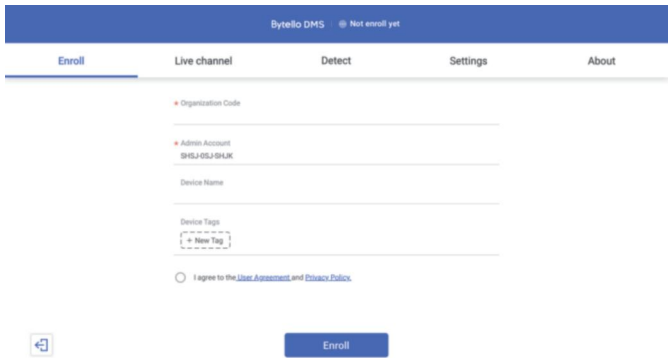 Bytello DMS Not enroll yet
Enroll Live channel Detect Settings About
* Organization Code
* Admin Account
SHSJ-0SJ-SHJK
Device Name
Device Tags
+ New Tag
I agree to the User Agreement and Privacy Policy.
Enroll